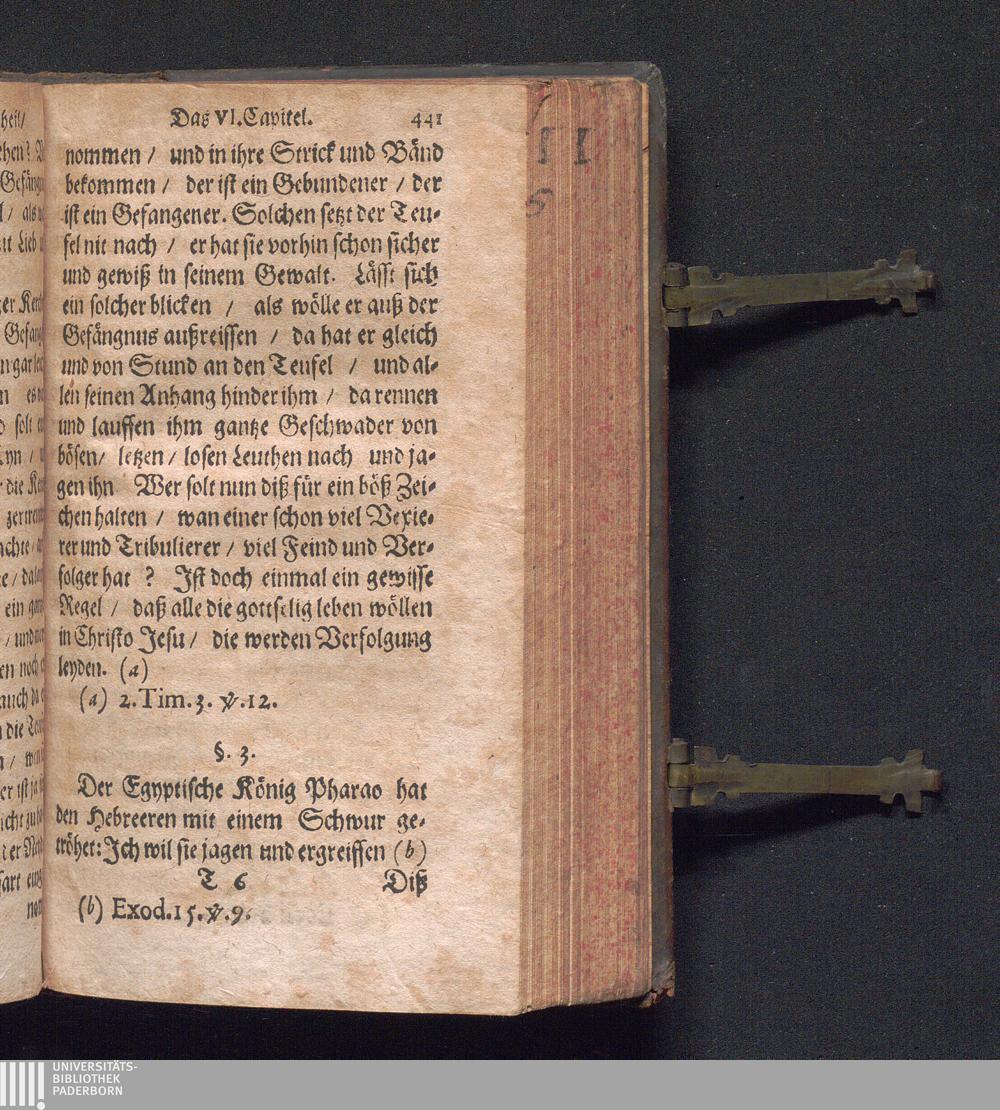 Das VI. Capitel. 441
nommen / und in ihre Strick und Bänd
bekommen / der ist ein Gebundener / der
ist ein Gefangener. Solchen setzt der Teu-
fel nit nach / er hat sie vorhin schon sicher
und gewiß in seinem Gewalt. Lässt sich
ein solcher blicken / als wölle er auß der
Gefängnus außreissen / da hat er gleich
und von Stund an den Teufel / und al-
len seinen Anhang hinder ihm / da rennen
und lauffen ihm gantze Geschwader von
bösen / letzen / losen Leuthen nach und ja-
gen ihn Wer solt nun diß für ein böß Zei-
chen halten / wan einer schon viel Vexie-
rer und Tribulierer / viel Feind und Ver-
folger hat ? Ist doch einmal ein gewisse
Regel / daß alle die gottselig leben wöllen
in Christo Jesu / die werden Verfolgung
leyden. (a)
(a) 2. Tim. 3. ℣. 12.
§. 3.
Der Egyptische König Pharao hat
den Hebreeren mit einem Schwur ge-
tröhet: Ich wil sie jagen und ergreiffen (b)
T 6 Diß
(b) Exod. 15. ℣. 9.
II
5
UNIVERSITÄTS-
BIBLIOTHEK
PADERBORN